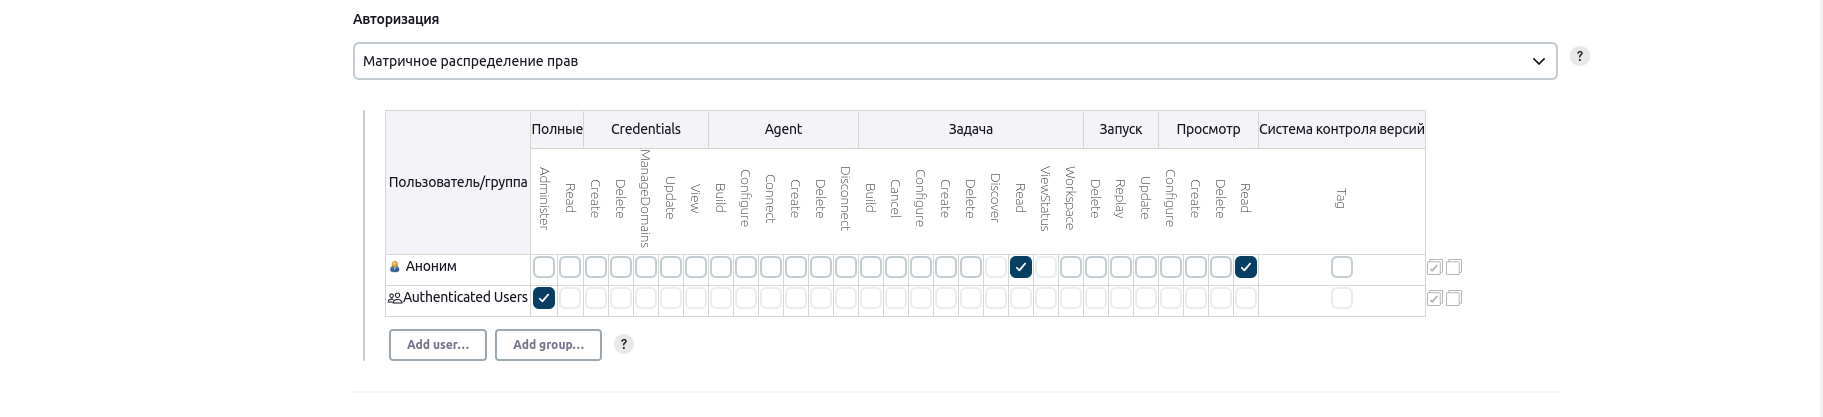 Авторизация
Матричное распределение прав
?
Пользователь/группа Полные Credentials Agent Задача Запуск Просмотр Система контроля версий
Administer Read Create Delete ManageDomains Update View Build Configure Connect Create Delete Disconnect Build Cancel Configure Create Delete Discover Read ViewStatus Workspace Delete Replay Update Configure Create Delete Read Tag
Аноним
Authenticated Users
Add user... Add group... ?